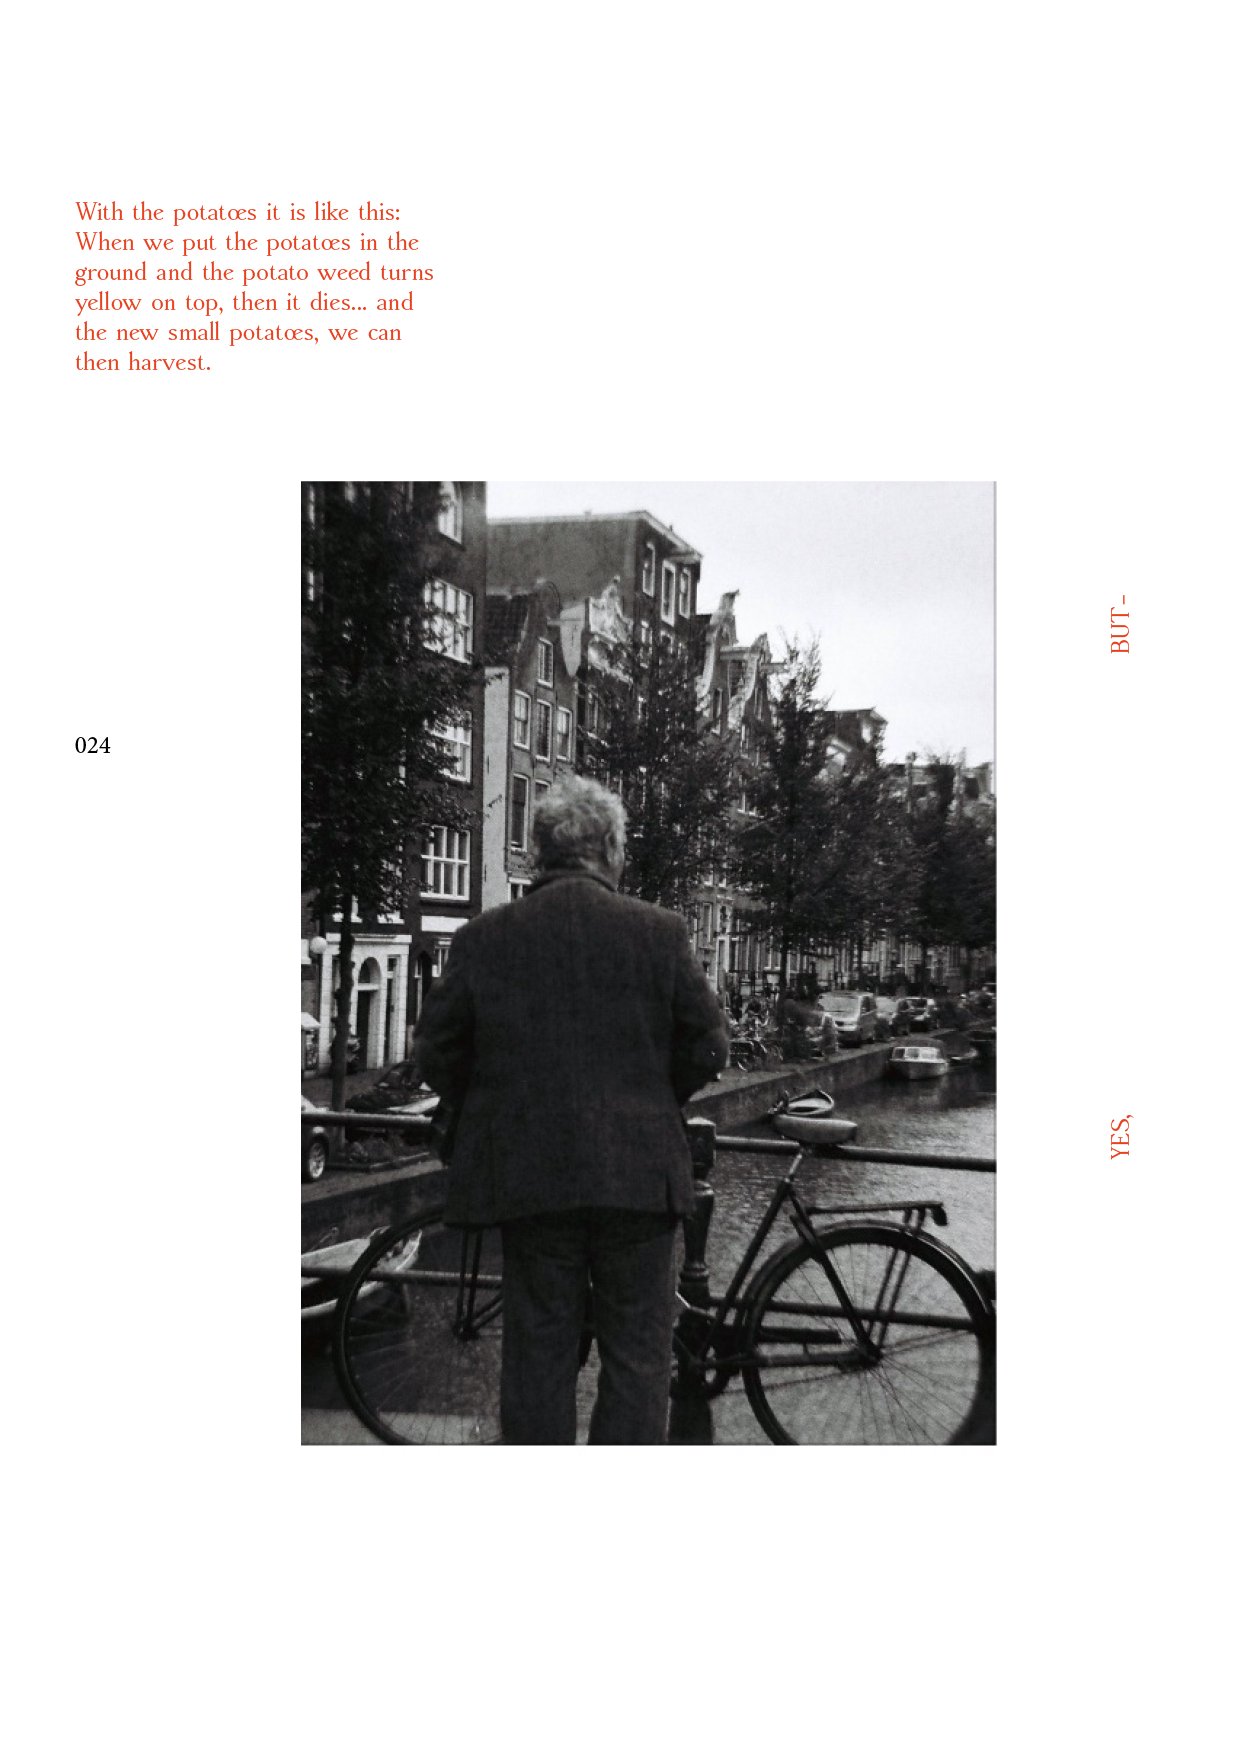 With the potatœs it is like this:
When we put the potatœs in the
ground and the potato weed turns
yellow on top, then it dies... and
the new small potatœs, we can
then harvest.
024
YES,
BUT –